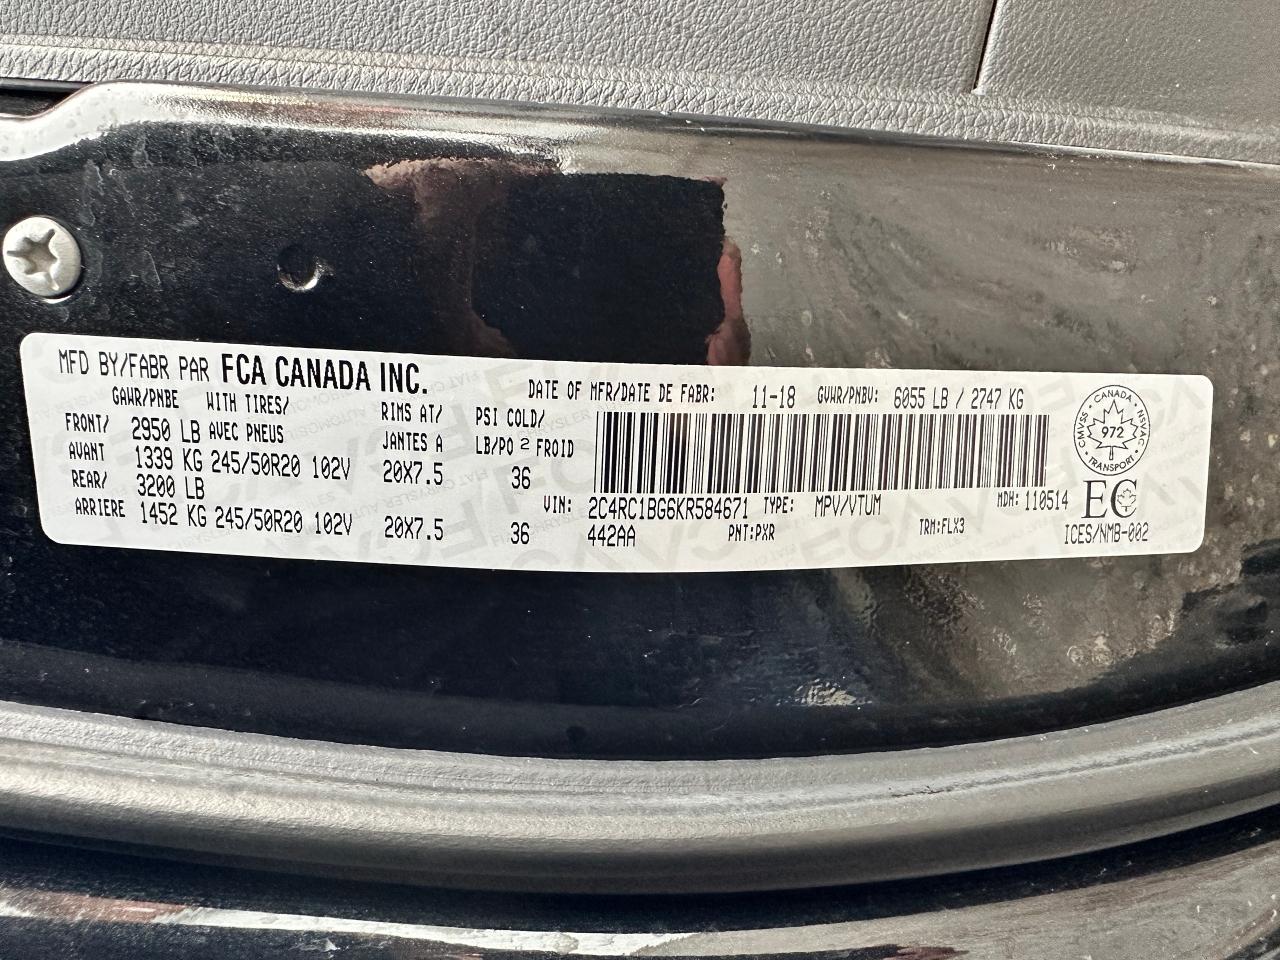 MFD BY/FABR PAR FCA CANADA INC.
DATE OF MFR/DATE DE FABR: 11-18 GVWR/PNBV: 6055 LB / 2747 KG
GAWR/PNBE WITH TIRES/ RIMS AT/ PSI COLD/
FRONT/ 2950 LB AVEC PNEUS JANTES A LB/PO 2 FROID
AVANT 1339 KG 245/50R20 102V 20X7.5 36
REAR/ 3200 LB
ARRIERE 1452 KG 245/50R20 102V 20X7.5 36
VIN: 2C4RC1BG6KR584671 TYPE: MPV/VTUM MDH: 110514
442AA PNT:PXR TRM:FLX3
CANADA
CMVSS 972 NSVAC
TRANSPORT
EC
ICES/NMB-002